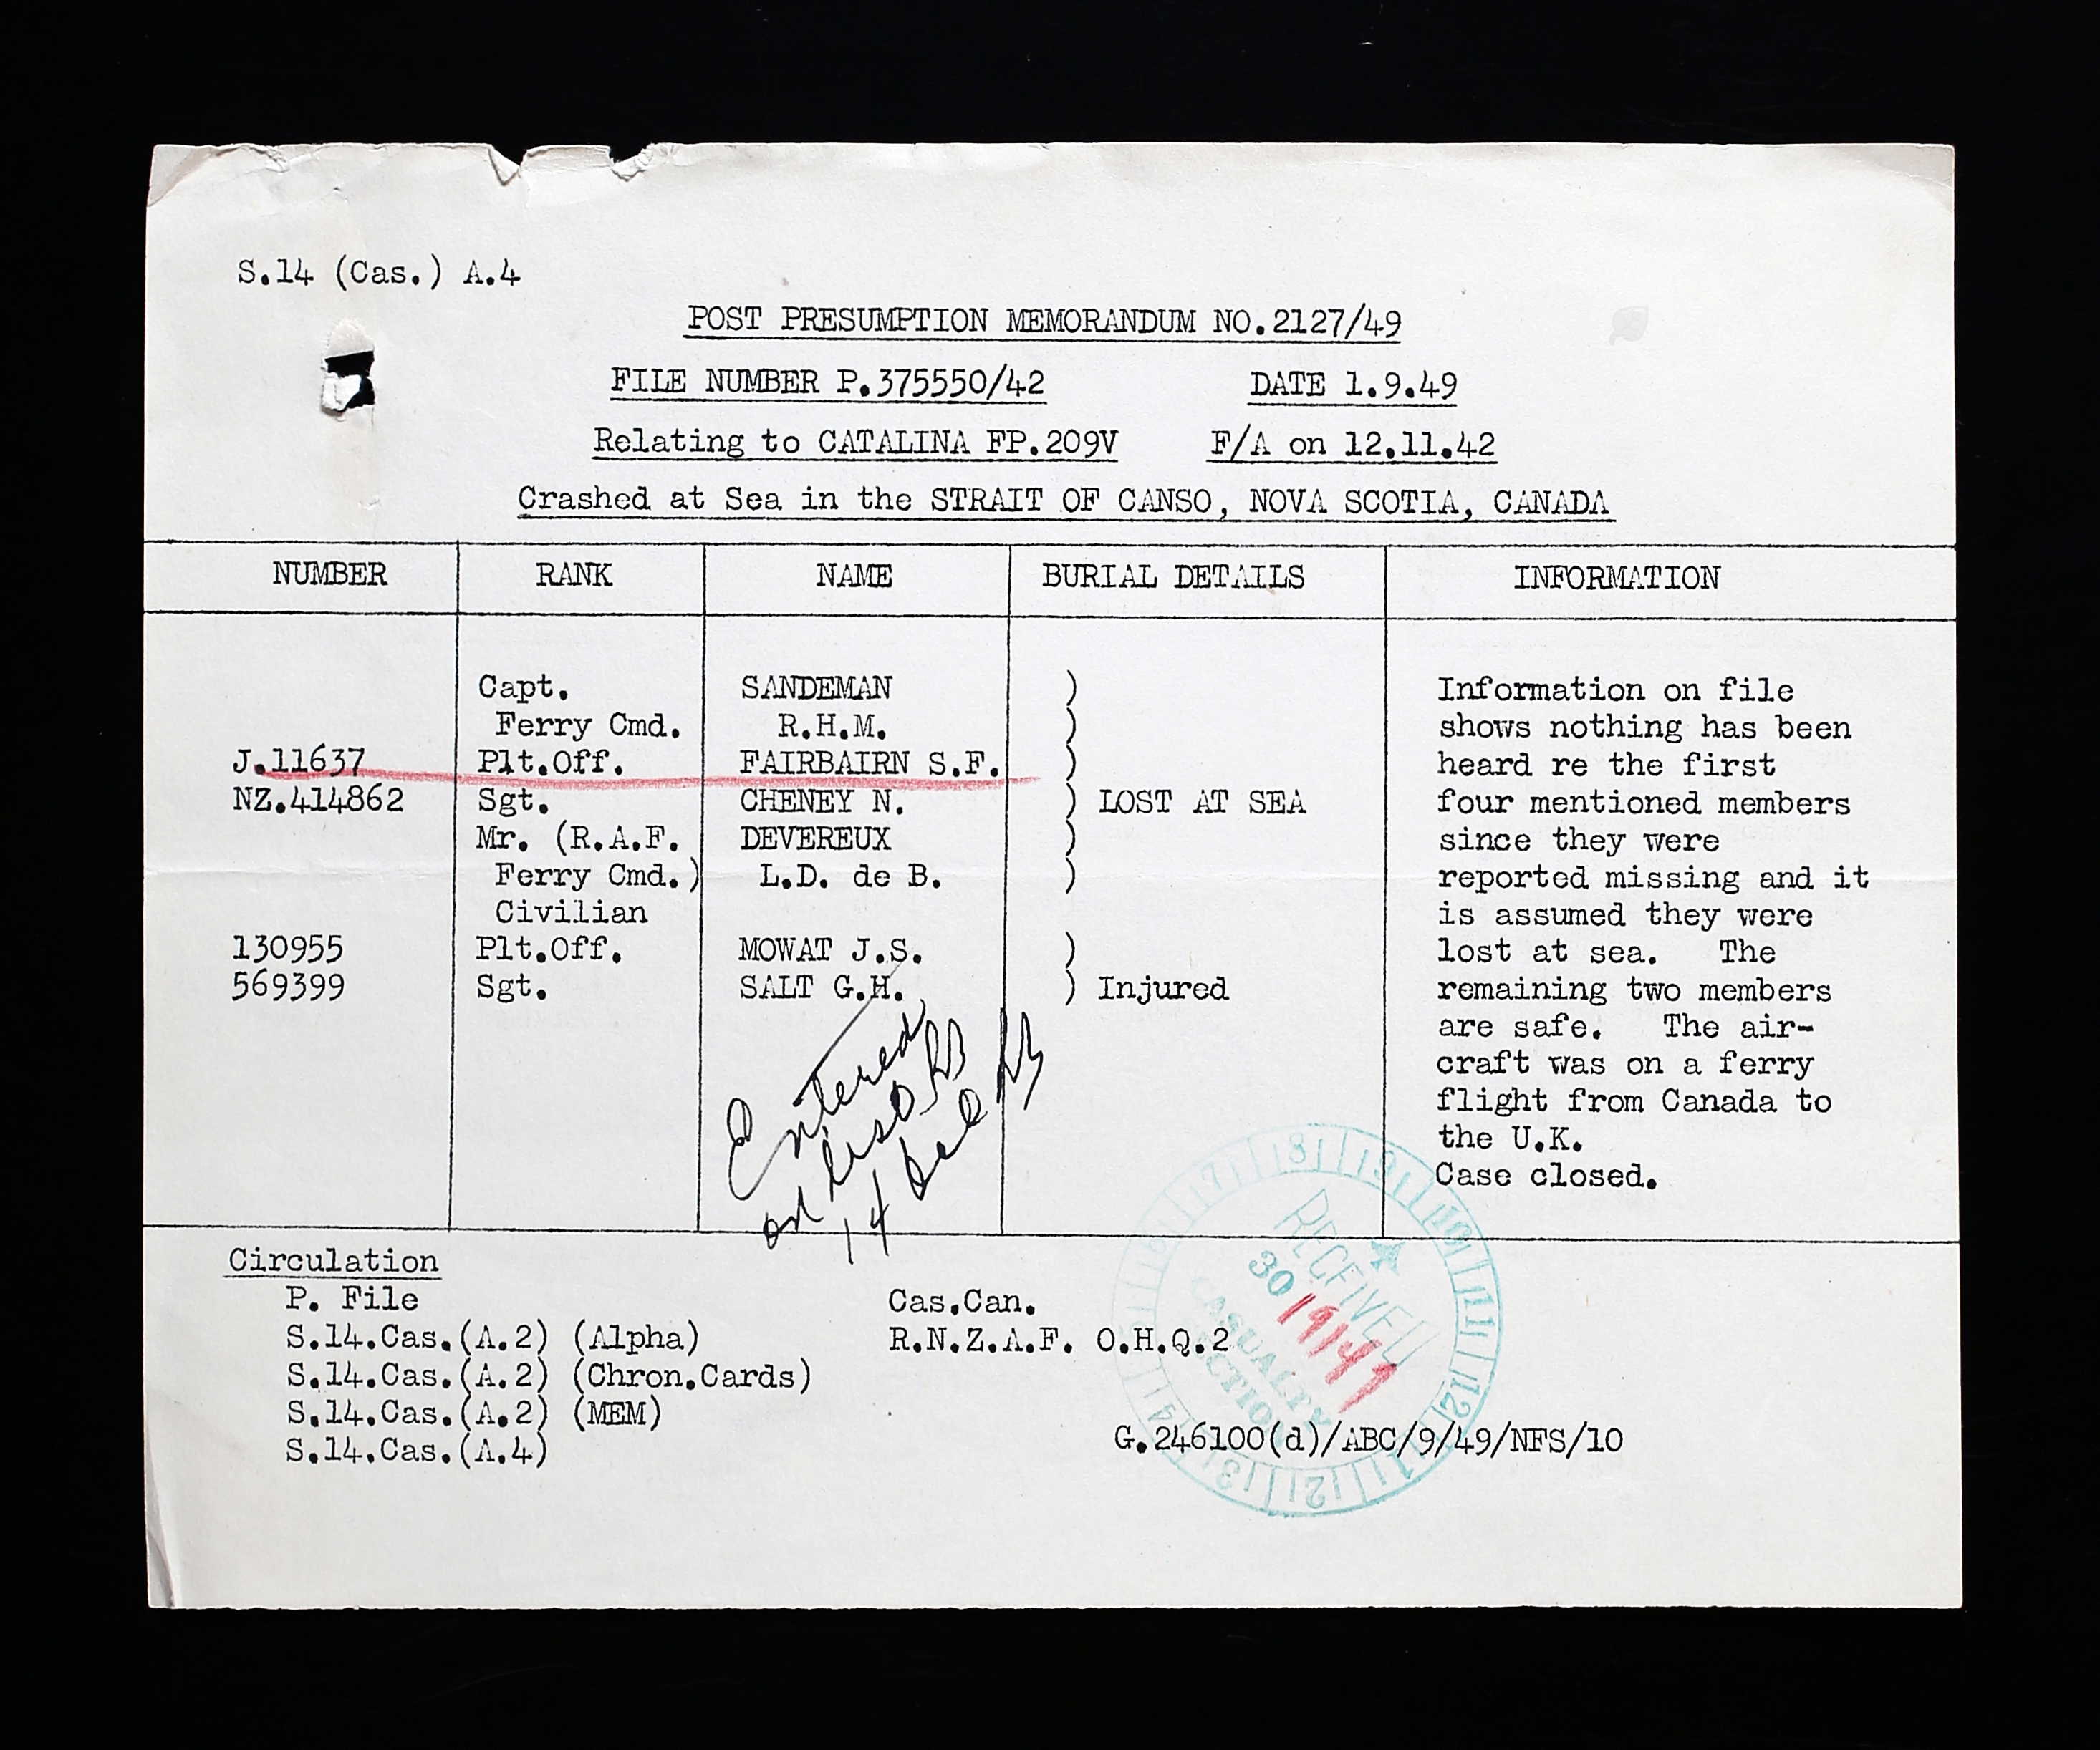 S.14 (Cas.) A.4
POST PRESUMPTION MEMORANDUM NO.2127/49
FILE NUMBER P.375550/42 DATE 1.9.49
Relating to CATALINA FP.209V F/A on 12.11.42
Crashed at Sea in the STRAIT OF CANSO, NOVA SCOTIA, CANADA
NUMBER RANK NAME BURIAL DETAILS INFORMATION
Capt. SANDEMAN ) Information on file
Ferry Cmd. R.H.M. ) shows nothing has been
J.11637 Plt.Off. FAIRBAIRN S.F. ) heard re the first
NZ.414862 Sgt. CHENEY N. ) LOST AT SEA four mentioned members
Mr. (R.A.F. DEVEREUX ) since they were
Ferry Cmd.) L.D. de B. ) reported missing and it
Civilian is assumed they were
130955 Plt.Off. MOWAT J.S. ) lost at sea. The
569399 Sgt. SALT G.H. ) Injured remaining two members
are safe. The air-
craft was on a ferry
flight from Canada to
the U.K.
Case closed.
Entered
on
14
Circulation
P. File Cas.Can.
S.14.Cas.(A.2) (Alpha) R.N.Z.A.F. O.H.Q.2
S.14.Cas.(A.2) (Chron.Cards)
S.14.Cas.(A.2) (MEM)
S.14.Cas.(A.4)
G.246100(d)/ABC/9/49/NFS/10
RECEIVED
30
CASUALTY